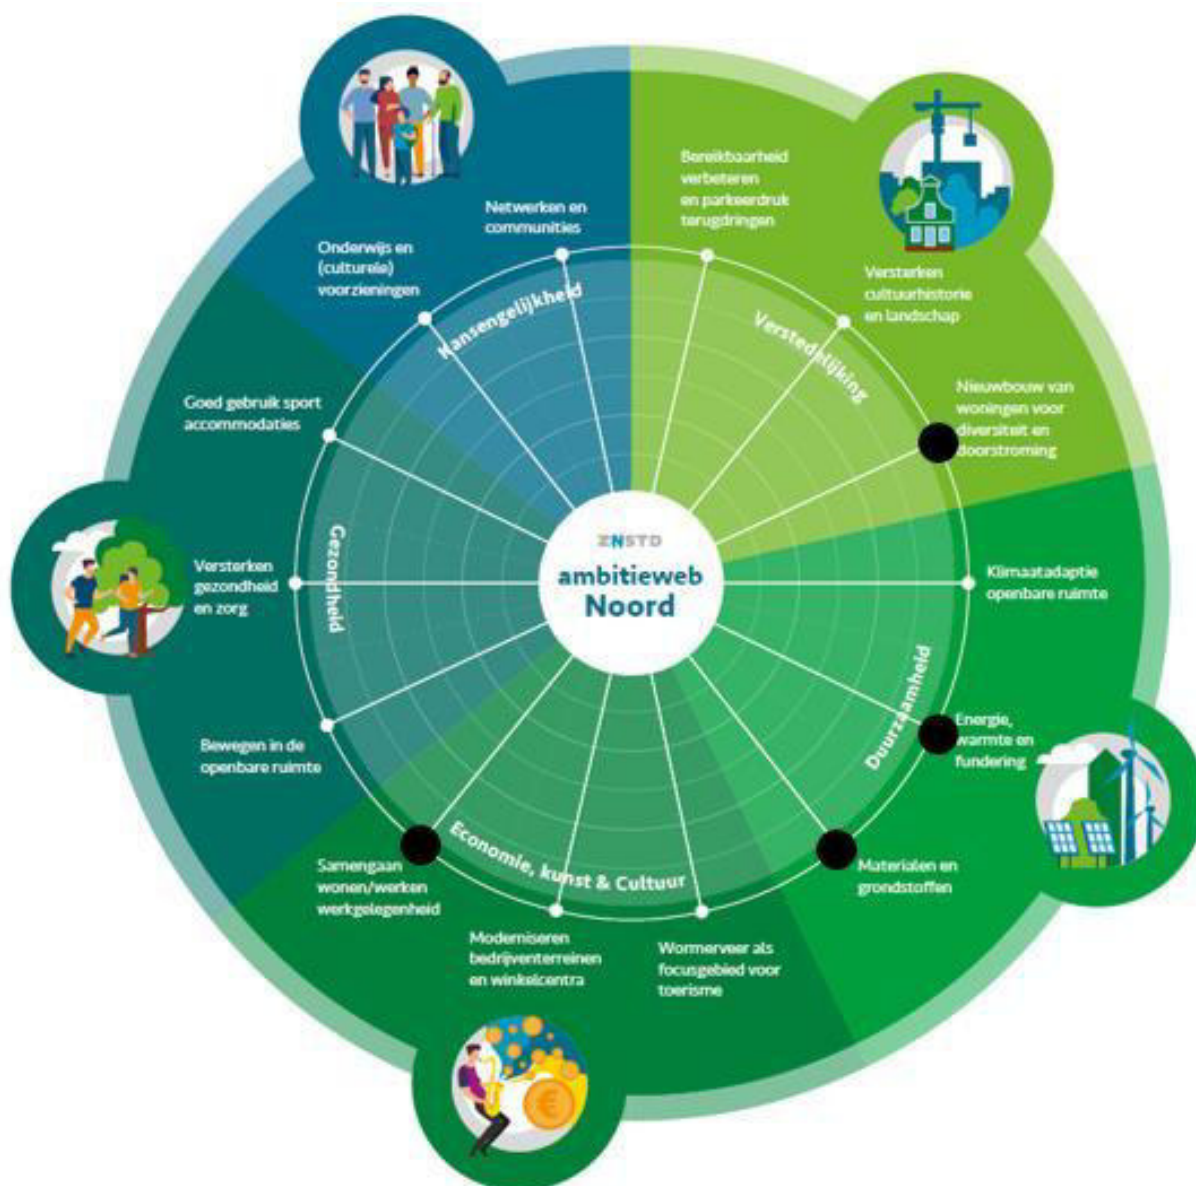 Netwerken en
communities
Onderwijs en
(culturele)
voorzieningen
Kansengelijkheid
Bereikbaarheid
verbeteren
en parkeerdruk
terugdringen
Versterken
cultuurhistorie
en landschap
Verstedelijking
Nieuwbouw van
woningen voor
diversiteit en
doorstroming
Goed gebruik sport
accommodaties
Gezondheid
Versterken
gezondheid
en zorg
Bewegen in de
openbare ruimte
ZNSTD
ambitieweb
Noord
Klimaatadaptie
openbare ruimte
Duurzaamheid
Energie,
warmte en
fundering
Materialen en
grondstoffen
Economie, kunst & Cultuur
Samengaan
wonen/werken
werkgelegenheid
Moderniseren
bedrijventerreinen
en winkelcentra
Wormerveer als
focusgebied voor
toerisme
€